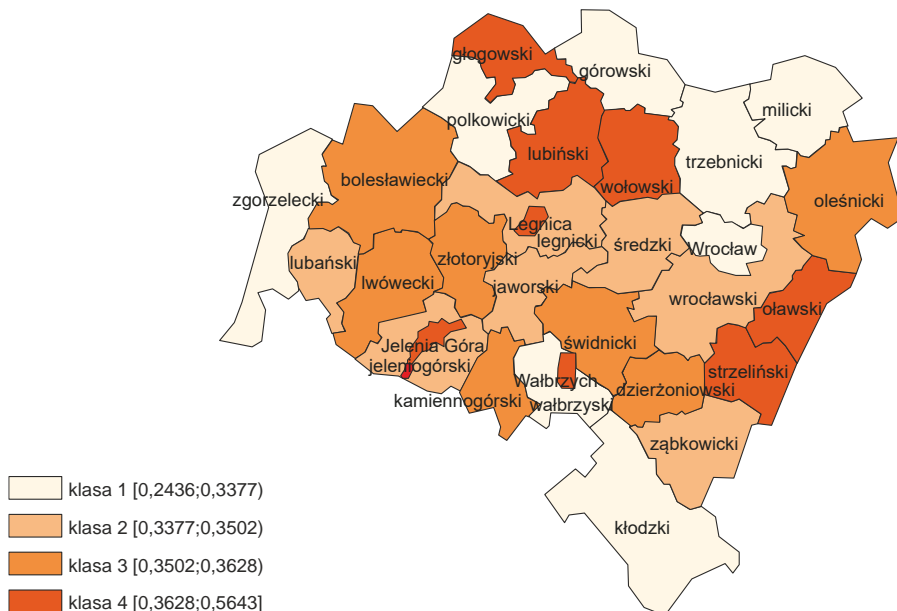 głogowski
górowski
milicki
polkowicki
lubiński
trzebnicki
bolesławiecki
wołowski
zgorzelecki
oleśnicki
Legnica
legnicki
średzki
Wrocław
lubański
złotoryjski
lwówecki
jaworski
wrocławski
oławski
Jelenia Góra
jeleniogórski
świdnicki
strzeliński
Wałbrzych
dzierżoniowski
kamiennogórski
wałbrzyski
ząbkowicki
kłodzki
klasa 1 [0,2436;0,3377)
klasa 2 [0,3377;0,3502)
klasa 3 [0,3502;0,3628)
klasa 4 [0,3628;0,5643]